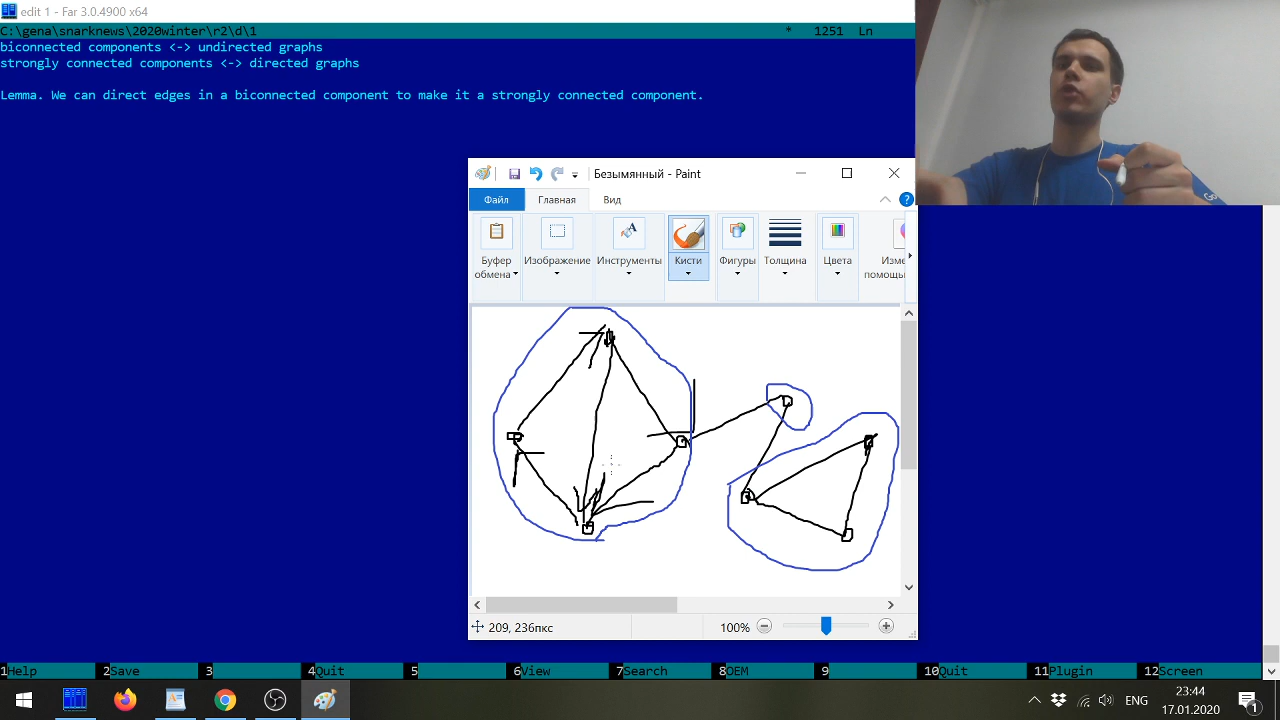 edit 1 - Far 3.0.4900 x64
C:\gena\snarknews\2020winter\r2\d\1 * 1251 Ln
biconnected components <-> undirected graphs
strongly connected components <-> directed graphs
Lemma. We can direct edges in a biconnected component to make it a strongly connected component.
Безымянный - Paint
Файл Главная Вид
Буфер обмена
Изображение
Инструменты
Кисти
Фигуры
Толщина
Цвета
Изме
помощь
209, 236пкс
100%
1Help 2Save 3 4Quit 5 6View 7Search 8OEM 9 10Quit 11Plugin 12Screen
ENG
23:44
17.01.2020
1